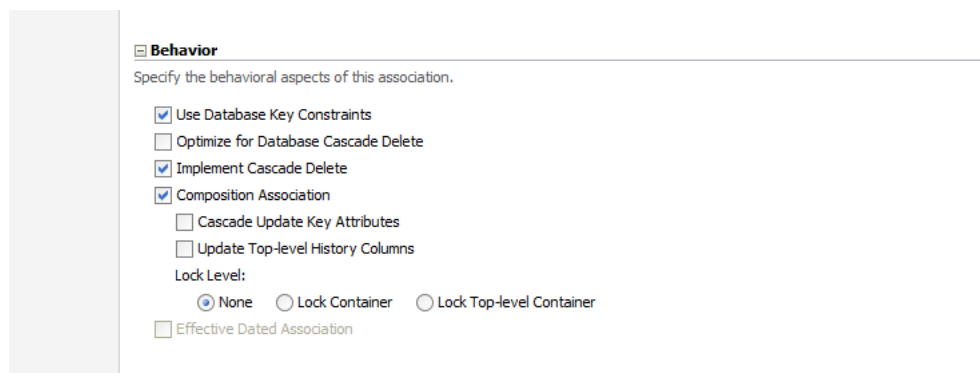 Behavior
Specify the behavioral aspects of this association.
Use Database Key Constraints
Optimize for Database Cascade Delete
Implement Cascade Delete
Composition Association
Cascade Update Key Attributes
Update Top-level History Columns
Lock Level:
None Lock Container Lock Top-level Container
Effective Dated Association